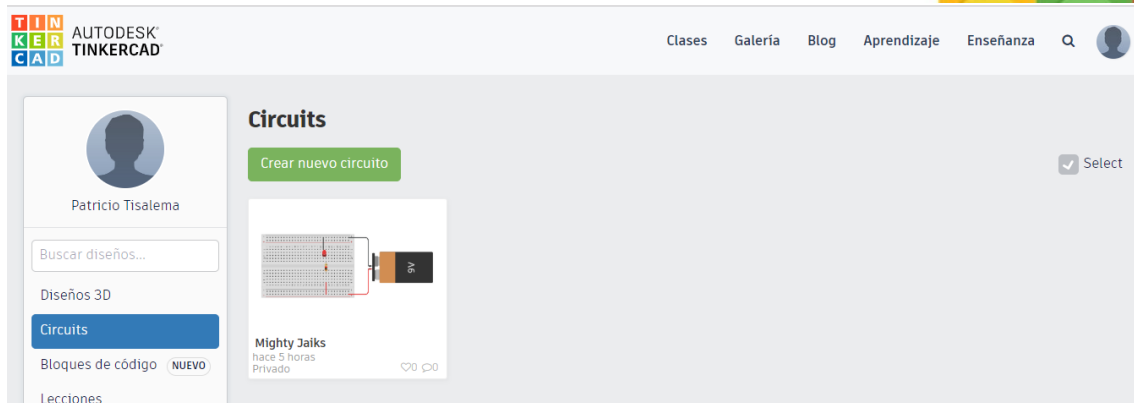 TIN
KER
CAD
AUTODESK®
TINKERCAD®
Clases Galería Blog Aprendizaje Enseñanza
Patricio Tisalema
Buscar diseños...
Diseños 3D
Circuits
Bloques de código NUEVO
Lecciones
Circuits
Crear nuevo circuito
Select
9V
Mighty Jaiks
hace 5 horas
Privado
0 0